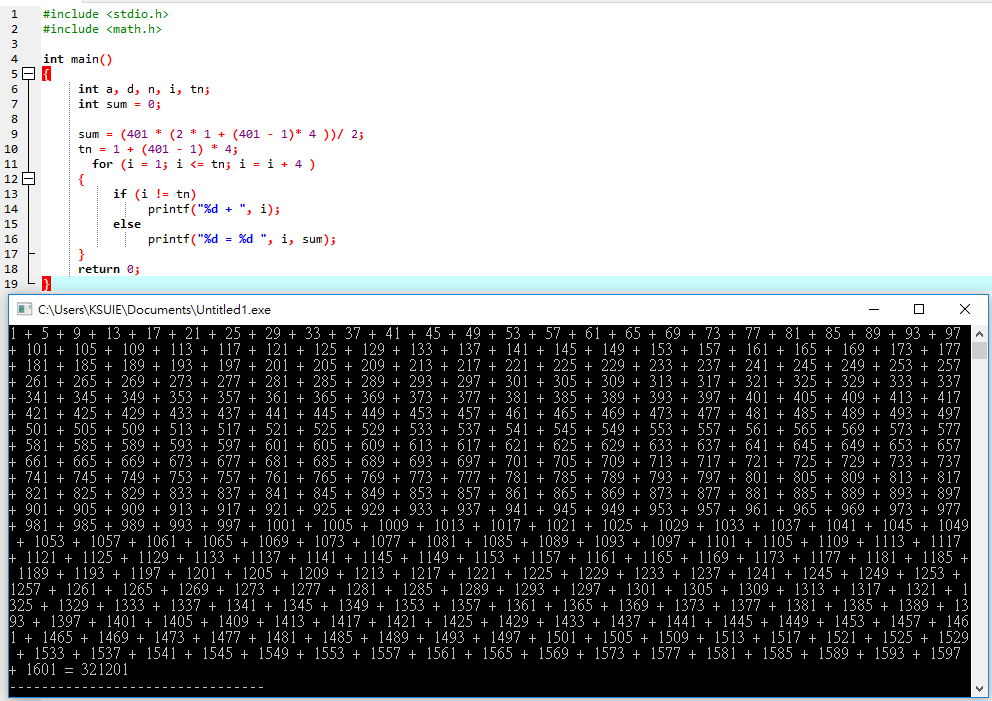 1 #include <stdio.h>
2 #include <math.h>
3
4 int main()
5 {
6 int a, d, n, i, tn;
7 int sum = 0;
8
9 sum = (401 * (2 * 1 + (401 - 1)* 4 ))/ 2;
10 tn = 1 + (401 - 1) * 4;
11 for (i = 1; i <= tn; i = i + 4 )
12 {
13 if (i != tn)
14 printf("%d + ", i);
15 else
16 printf("%d = %d ", i, sum);
17 }
18 return 0;
19 }
C:\Users\KSUIE\Documents\Untitled1.exe
1 + 5 + 9 + 13 + 17 + 21 + 25 + 29 + 33 + 37 + 41 + 45 + 49 + 53 + 57 + 61 + 65 + 69 + 73 + 77 + 81 + 85 + 89 + 93 + 97
+ 101 + 105 + 109 + 113 + 117 + 121 + 125 + 129 + 133 + 137 + 141 + 145 + 149 + 153 + 157 + 161 + 165 + 169 + 173 + 177
+ 181 + 185 + 189 + 193 + 197 + 201 + 205 + 209 + 213 + 217 + 221 + 225 + 229 + 233 + 237 + 241 + 245 + 249 + 253 + 257
+ 261 + 265 + 269 + 273 + 277 + 281 + 285 + 289 + 293 + 297 + 301 + 305 + 309 + 313 + 317 + 321 + 325 + 329 + 333 + 337
+ 341 + 345 + 349 + 353 + 357 + 361 + 365 + 369 + 373 + 377 + 381 + 385 + 389 + 393 + 397 + 401 + 405 + 409 + 413 + 417
+ 421 + 425 + 429 + 433 + 437 + 441 + 445 + 449 + 453 + 457 + 461 + 465 + 469 + 473 + 477 + 481 + 485 + 489 + 493 + 497
+ 501 + 505 + 509 + 513 + 517 + 521 + 525 + 529 + 533 + 537 + 541 + 545 + 549 + 553 + 557 + 561 + 565 + 569 + 573 + 577
+ 581 + 585 + 589 + 593 + 597 + 601 + 605 + 609 + 613 + 617 + 621 + 625 + 629 + 633 + 637 + 641 + 645 + 649 + 653 + 657
+ 661 + 665 + 669 + 673 + 677 + 681 + 685 + 689 + 693 + 697 + 701 + 705 + 709 + 713 + 717 + 721 + 725 + 729 + 733 + 737
+ 741 + 745 + 749 + 753 + 757 + 761 + 765 + 769 + 773 + 777 + 781 + 785 + 789 + 793 + 797 + 801 + 805 + 809 + 813 + 817
+ 821 + 825 + 829 + 833 + 837 + 841 + 845 + 849 + 853 + 857 + 861 + 865 + 869 + 873 + 877 + 881 + 885 + 889 + 893 + 897
+ 901 + 905 + 909 + 913 + 917 + 921 + 925 + 929 + 933 + 937 + 941 + 945 + 949 + 953 + 957 + 961 + 965 + 969 + 973 + 977
+ 981 + 985 + 989 + 993 + 997 + 1001 + 1005 + 1009 + 1013 + 1017 + 1021 + 1025 + 1029 + 1033 + 1037 + 1041 + 1045 + 1049
+ 1053 + 1057 + 1061 + 1065 + 1069 + 1073 + 1077 + 1081 + 1085 + 1089 + 1093 + 1097 + 1101 + 1105 + 1109 + 1113 + 1117
+ 1121 + 1125 + 1129 + 1133 + 1137 + 1141 + 1145 + 1149 + 1153 + 1157 + 1161 + 1165 + 1169 + 1173 + 1177 + 1181 + 1185 +
1189 + 1193 + 1197 + 1201 + 1205 + 1209 + 1213 + 1217 + 1221 + 1225 + 1229 + 1233 + 1237 + 1241 + 1245 + 1249 + 1253 +
1257 + 1261 + 1265 + 1269 + 1273 + 1277 + 1281 + 1285 + 1289 + 1293 + 1297 + 1301 + 1305 + 1309 + 1313 + 1317 + 1321 + 1
325 + 1329 + 1333 + 1337 + 1341 + 1345 + 1349 + 1353 + 1357 + 1361 + 1365 + 1369 + 1373 + 1377 + 1381 + 1385 + 1389 + 13
93 + 1397 + 1401 + 1405 + 1409 + 1413 + 1417 + 1421 + 1425 + 1429 + 1433 + 1437 + 1441 + 1445 + 1449 + 1453 + 1457 + 146
1 + 1465 + 1469 + 1473 + 1477 + 1481 + 1485 + 1489 + 1493 + 1497 + 1501 + 1505 + 1509 + 1513 + 1517 + 1521 + 1525 + 1529
+ 1533 + 1537 + 1541 + 1545 + 1549 + 1553 + 1557 + 1561 + 1565 + 1569 + 1573 + 1577 + 1581 + 1585 + 1589 + 1593 + 1597
+ 1601 = 321201
--------------------------------